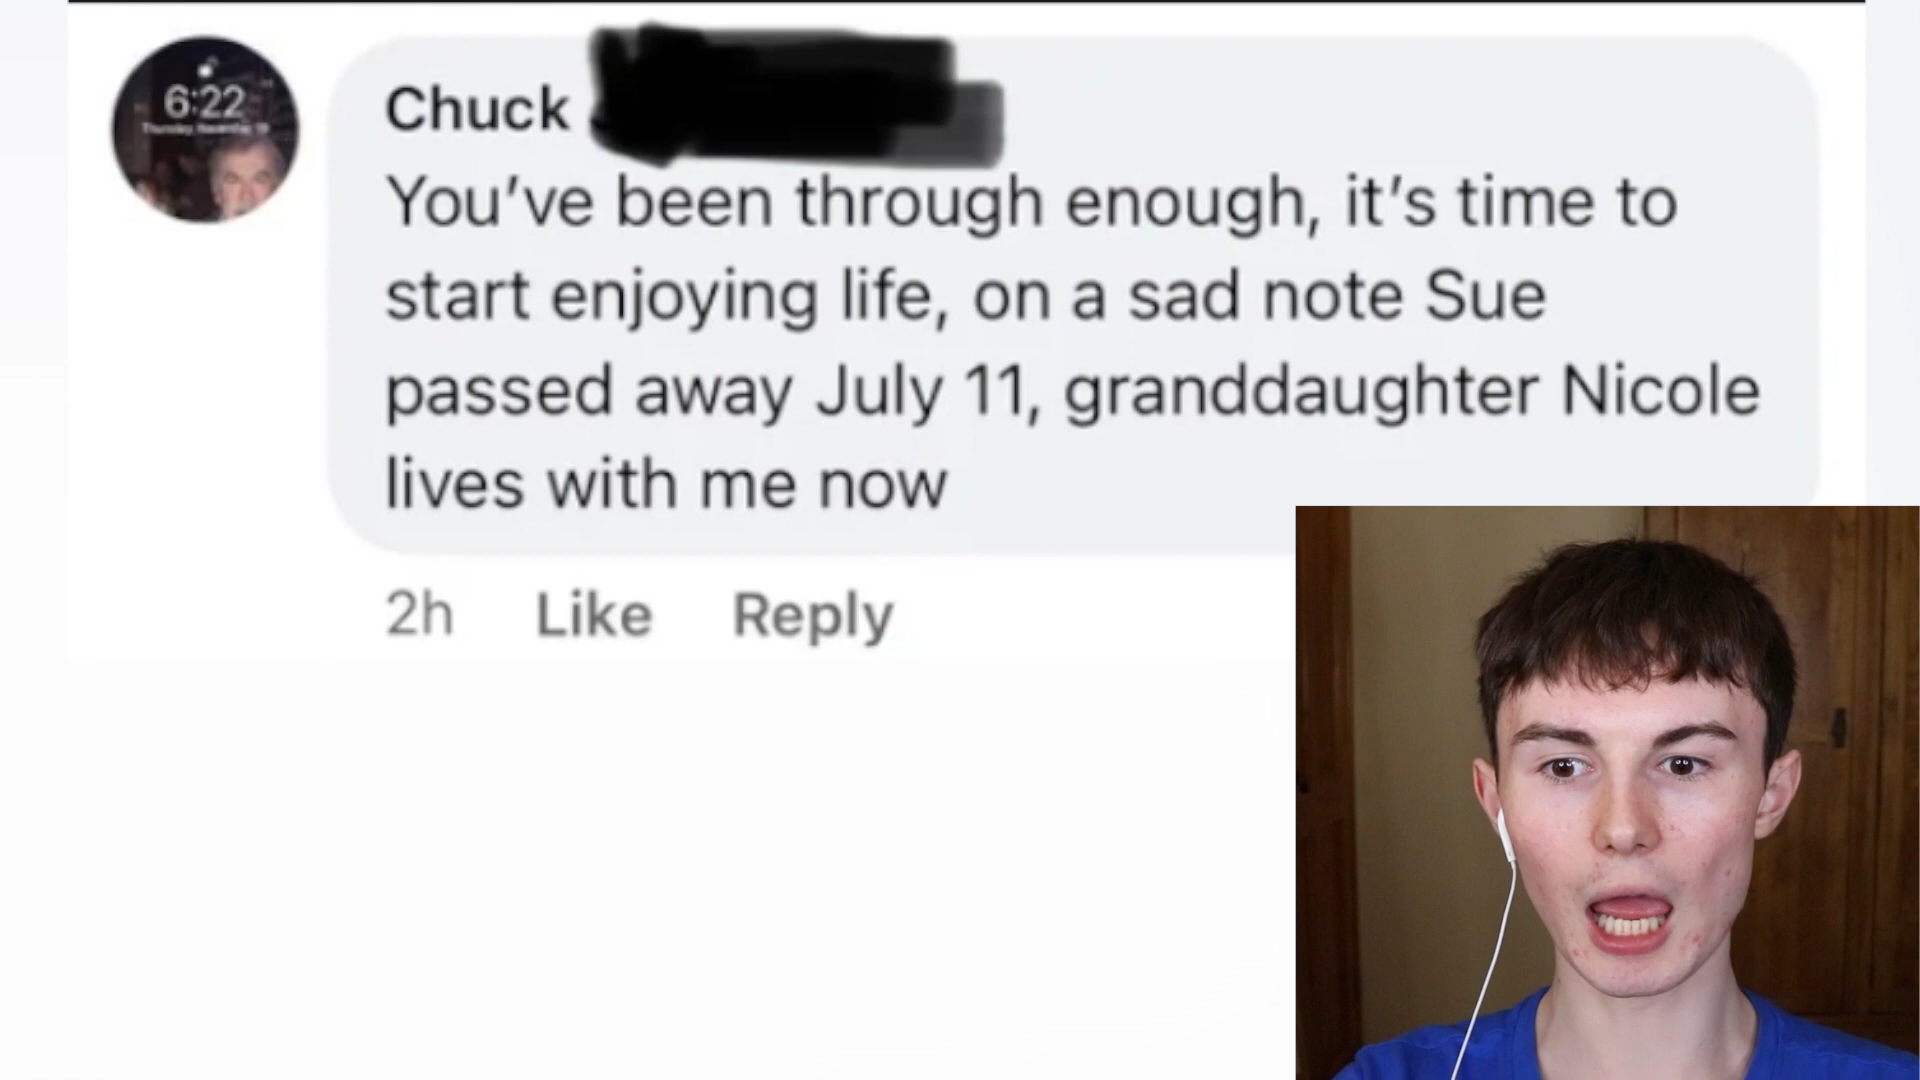 6:22
Chuck
You've been through enough, it's time to
start enjoying life, on a sad note Sue
passed away July 11, granddaughter Nicole
lives with me now
2h Like Reply